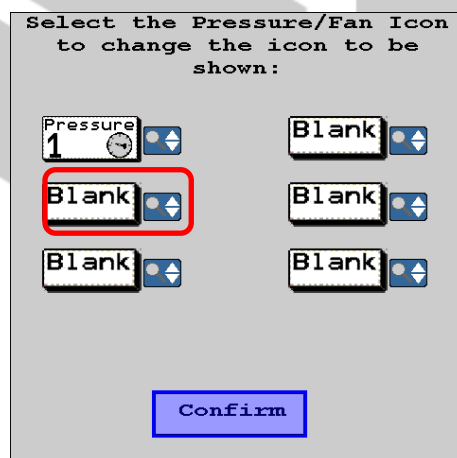 Select the Pressure/Fan Icon
to change the icon to be
shown:
Pressure
1
Blank
Blank
Blank
Blank
Blank
Confirm